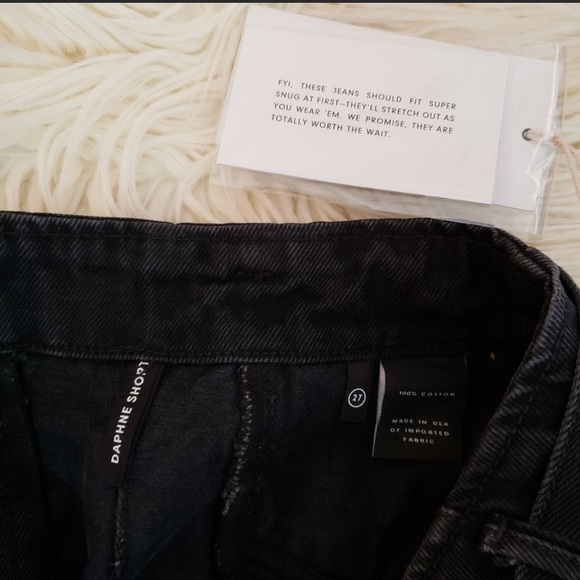 FYI, THESE JEANS SHOULD FIT SUPER
SNUG AT FIRST—THEY'LL STRETCH OUT AS
YOU WEAR 'EM. WE PROMISE, THEY ARE
TOTALLY WORTH THE WAIT.
DAPHNE SHORT
27
100% COTTON
MADE IN USA
OF IMPORTED
FABRIC